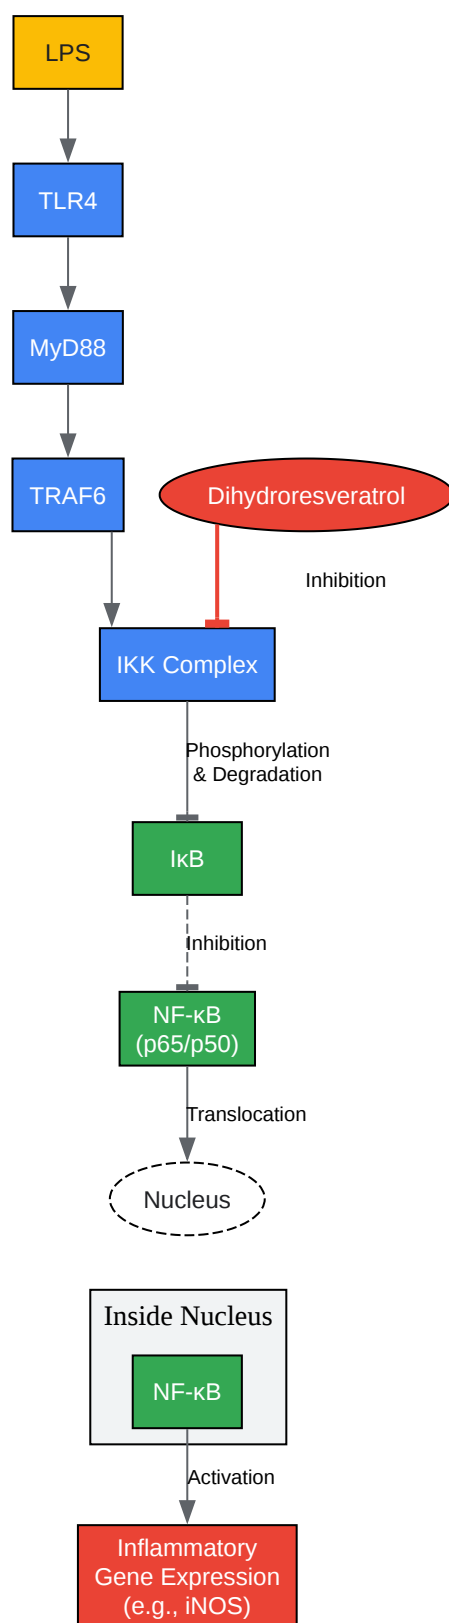 LPS
TLR4
MyD88
TRAF6
Dihydroresveratrol
Inhibition
IKK Complex
Phosphorylation
& Degradation
IκB
Inhibition
NF-κB
(p65/p50)
Translocation
Nucleus
Inside Nucleus
NF-κB
Activation
Inflammatory
Gene Expression
(e.g., iNOS)